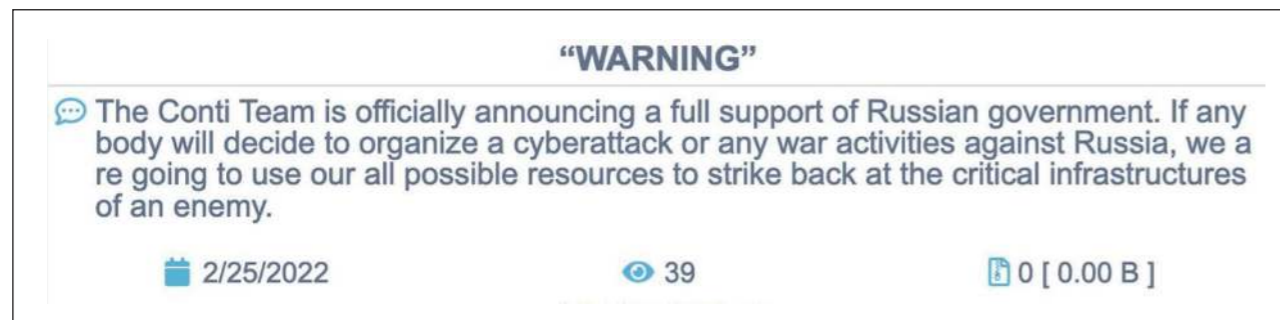 “WARNING”
The Conti Team is officially announcing a full support of Russian government. If any
body will decide to organize a cyberattack or any war activities against Russia, we a
re going to use our all possible resources to strike back at the critical infrastructures
of an enemy.
2/25/2022 39 0 [ 0.00 B ]